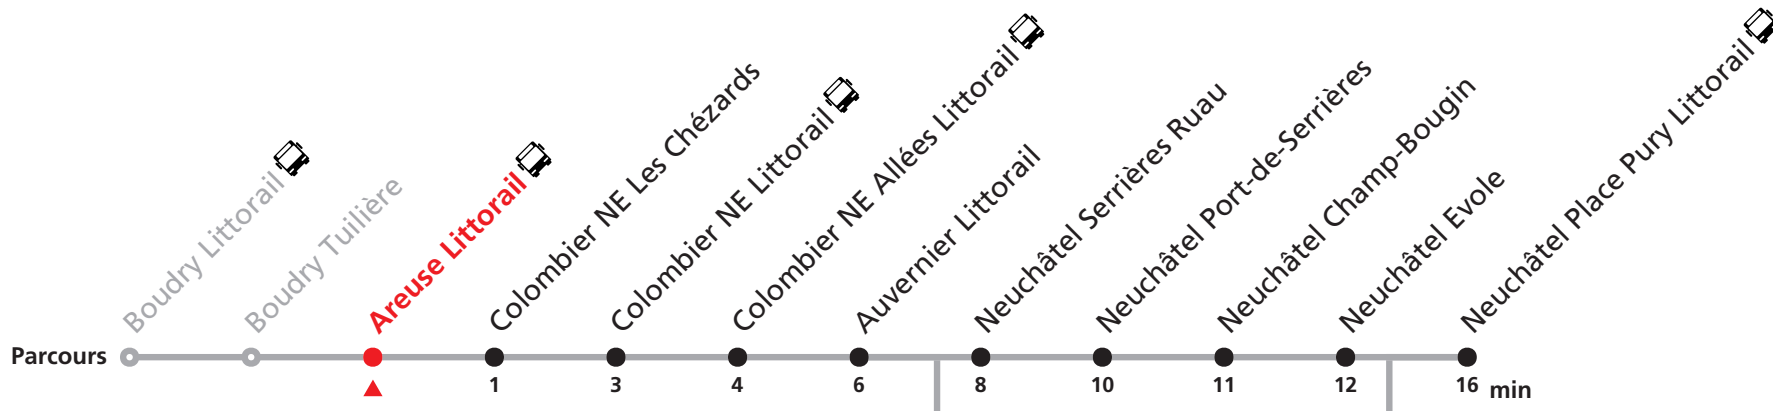 Boudry Littorail
Boudry Tuilière
Areuse Littorail
Colombier NE Les Chézards
Colombier NE Littorail
Colombier NE Allées Littorail
Auvernier Littorail
Neuchâtel Serrières Ruau
Neuchâtel Port-de-Serrières
Neuchâtel Champ-Bougin
Neuchâtel Evole
Neuchâtel Place Pury Littorail
Parcours
1 3 4 6 8 10 11 12 16 min